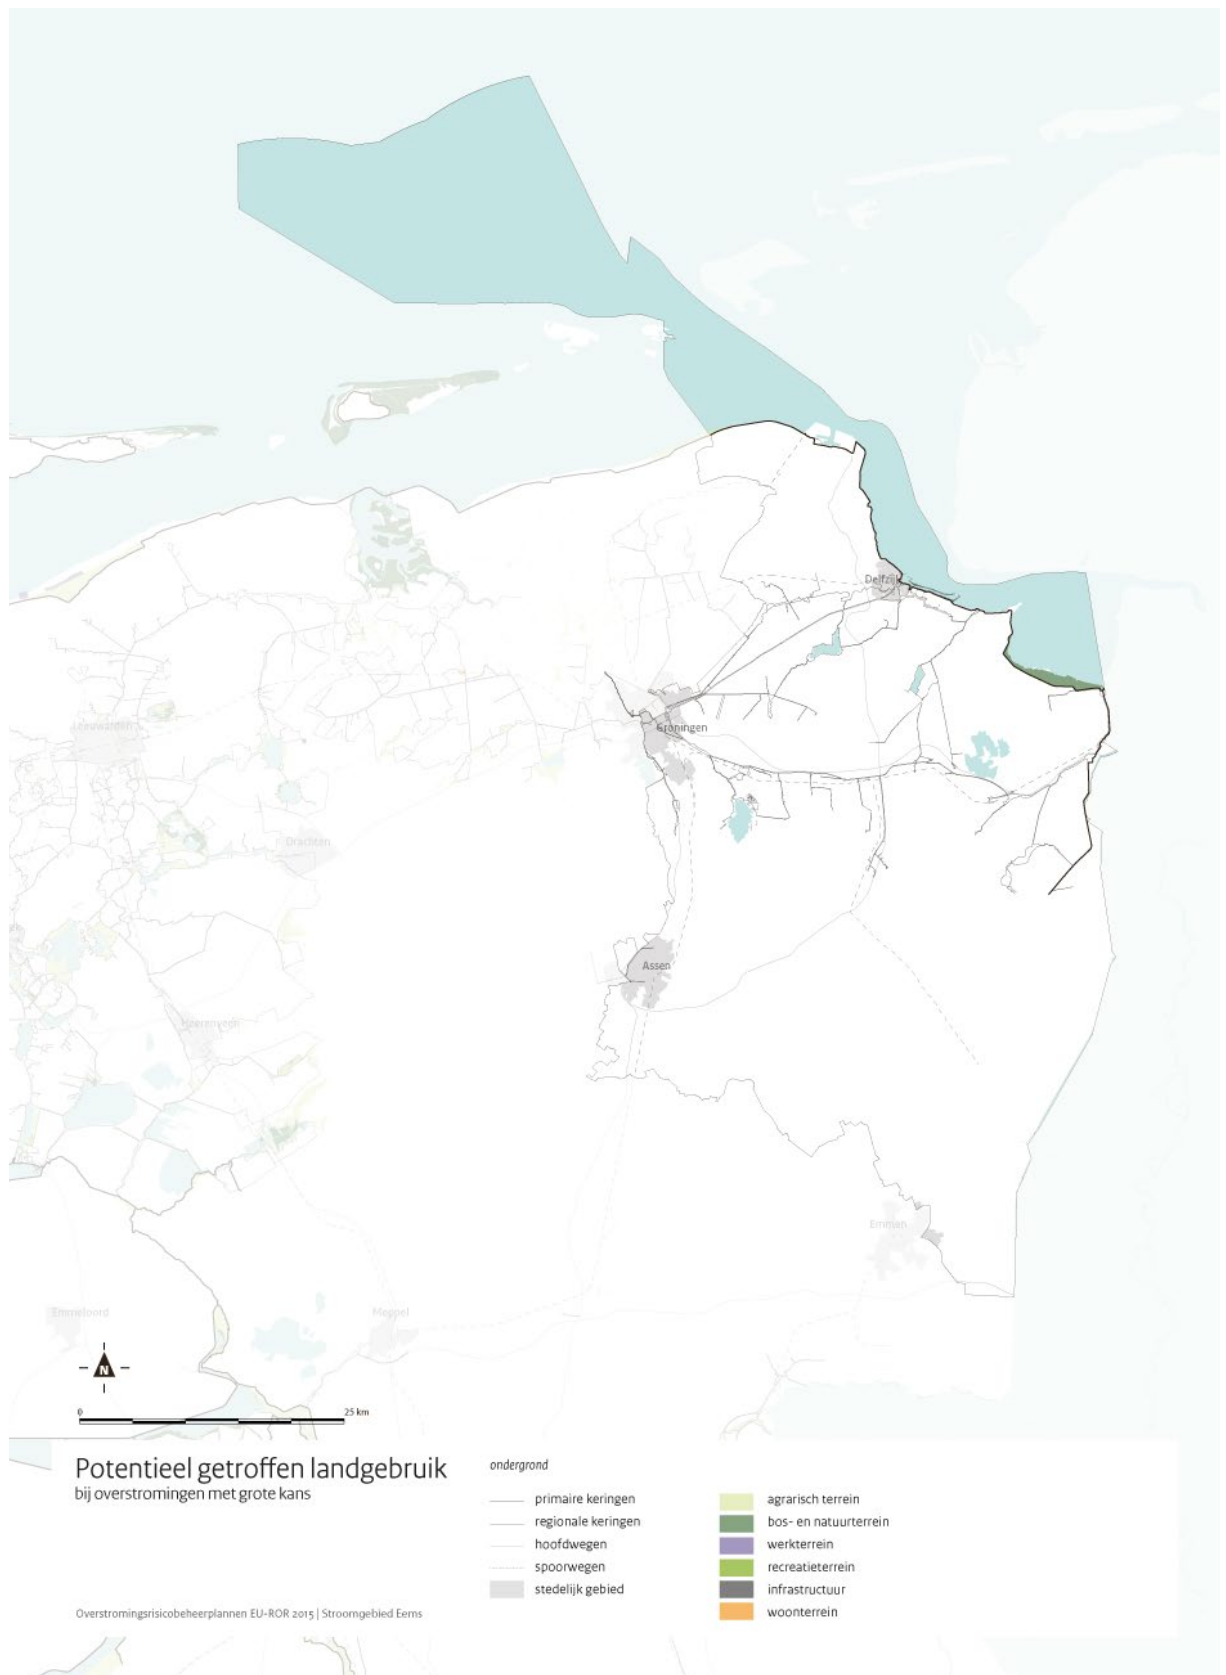 Delfzijl
Leeuwarden
Groningen
Drachten
Assen
Heerenveen
Emmen
Emmeloord
Meppel
N
0
25 km
Potentieel getroffen landgebruik
bij overstromingen met grote kans
ondergrond
primaire keringen
regionale keringen
hoofdwegen
spoorwegen
stedelijk gebied
agrarisch terrein
bos- en natuurterrein
werkterrein
recreatieterrein
infrastructuur
woonterrein
Overstromingsrisicobeheerplannen EU-ROR 2015 | Stroomgebied Eems